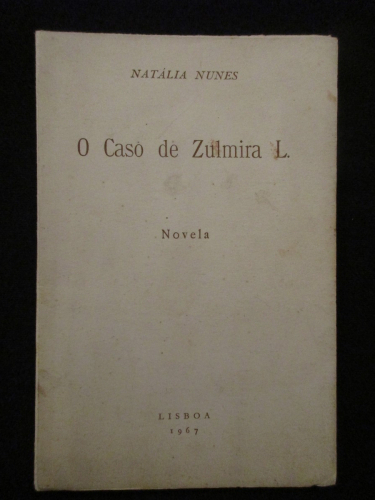 NATÁLIA NUNES
O Caso de Zulmira L.
Novela
LISBOA
1967